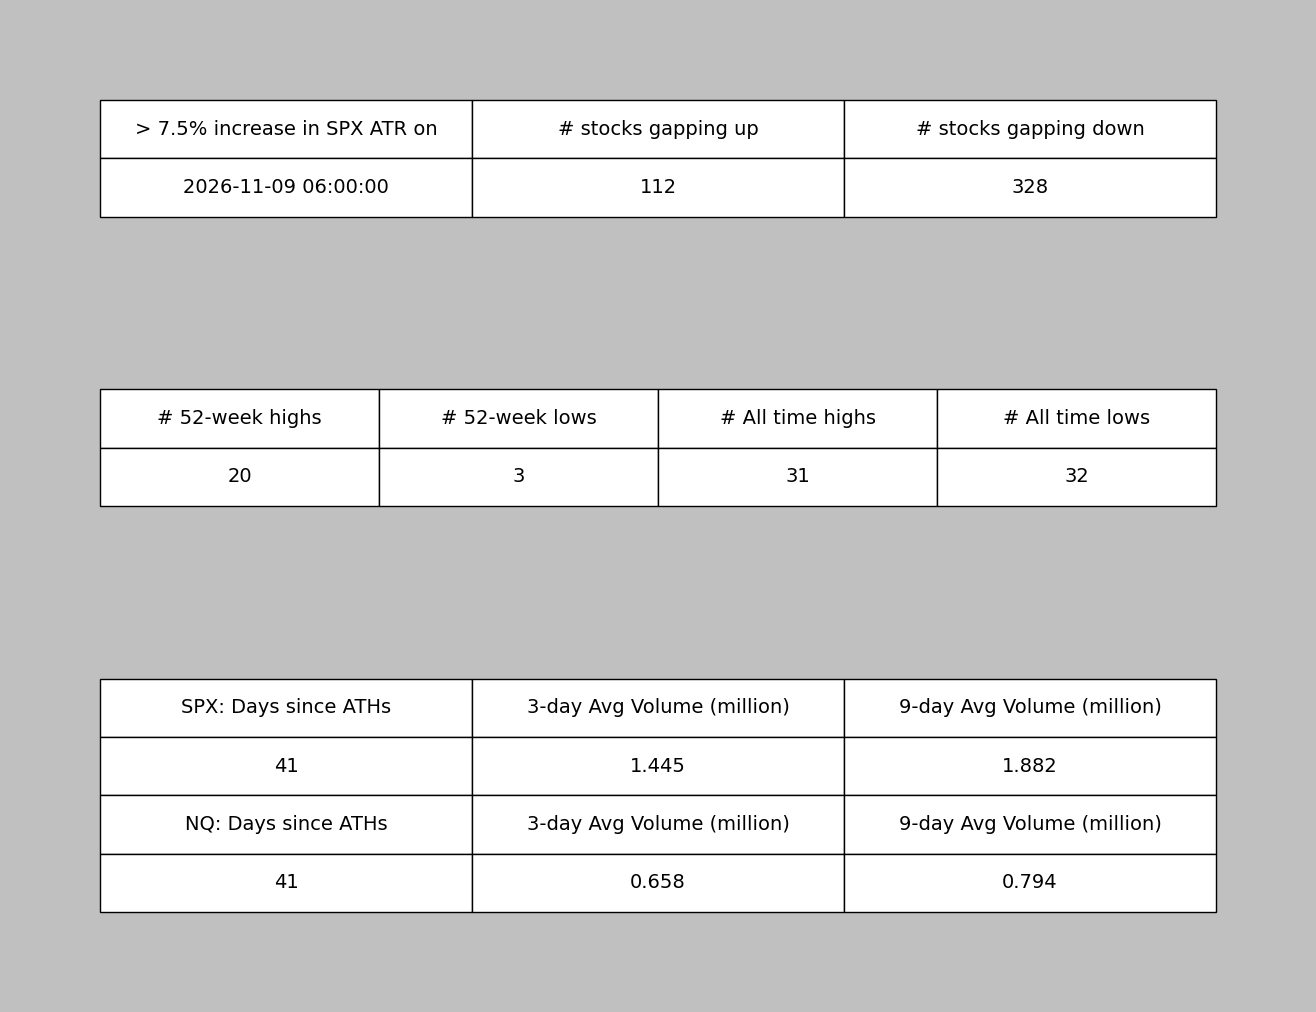 > 7.5% increase in SPX ATR on # stocks gapping up # stocks gapping down
2026-11-09 06:00:00 112 328
# 52-week highs # 52-week lows # All time highs # All time lows
20 3 31 32
SPX: Days since ATHs 3-day Avg Volume (million) 9-day Avg Volume (million)
41 1.445 1.882
NQ: Days since ATHs 3-day Avg Volume (million) 9-day Avg Volume (million)
41 0.658 0.794